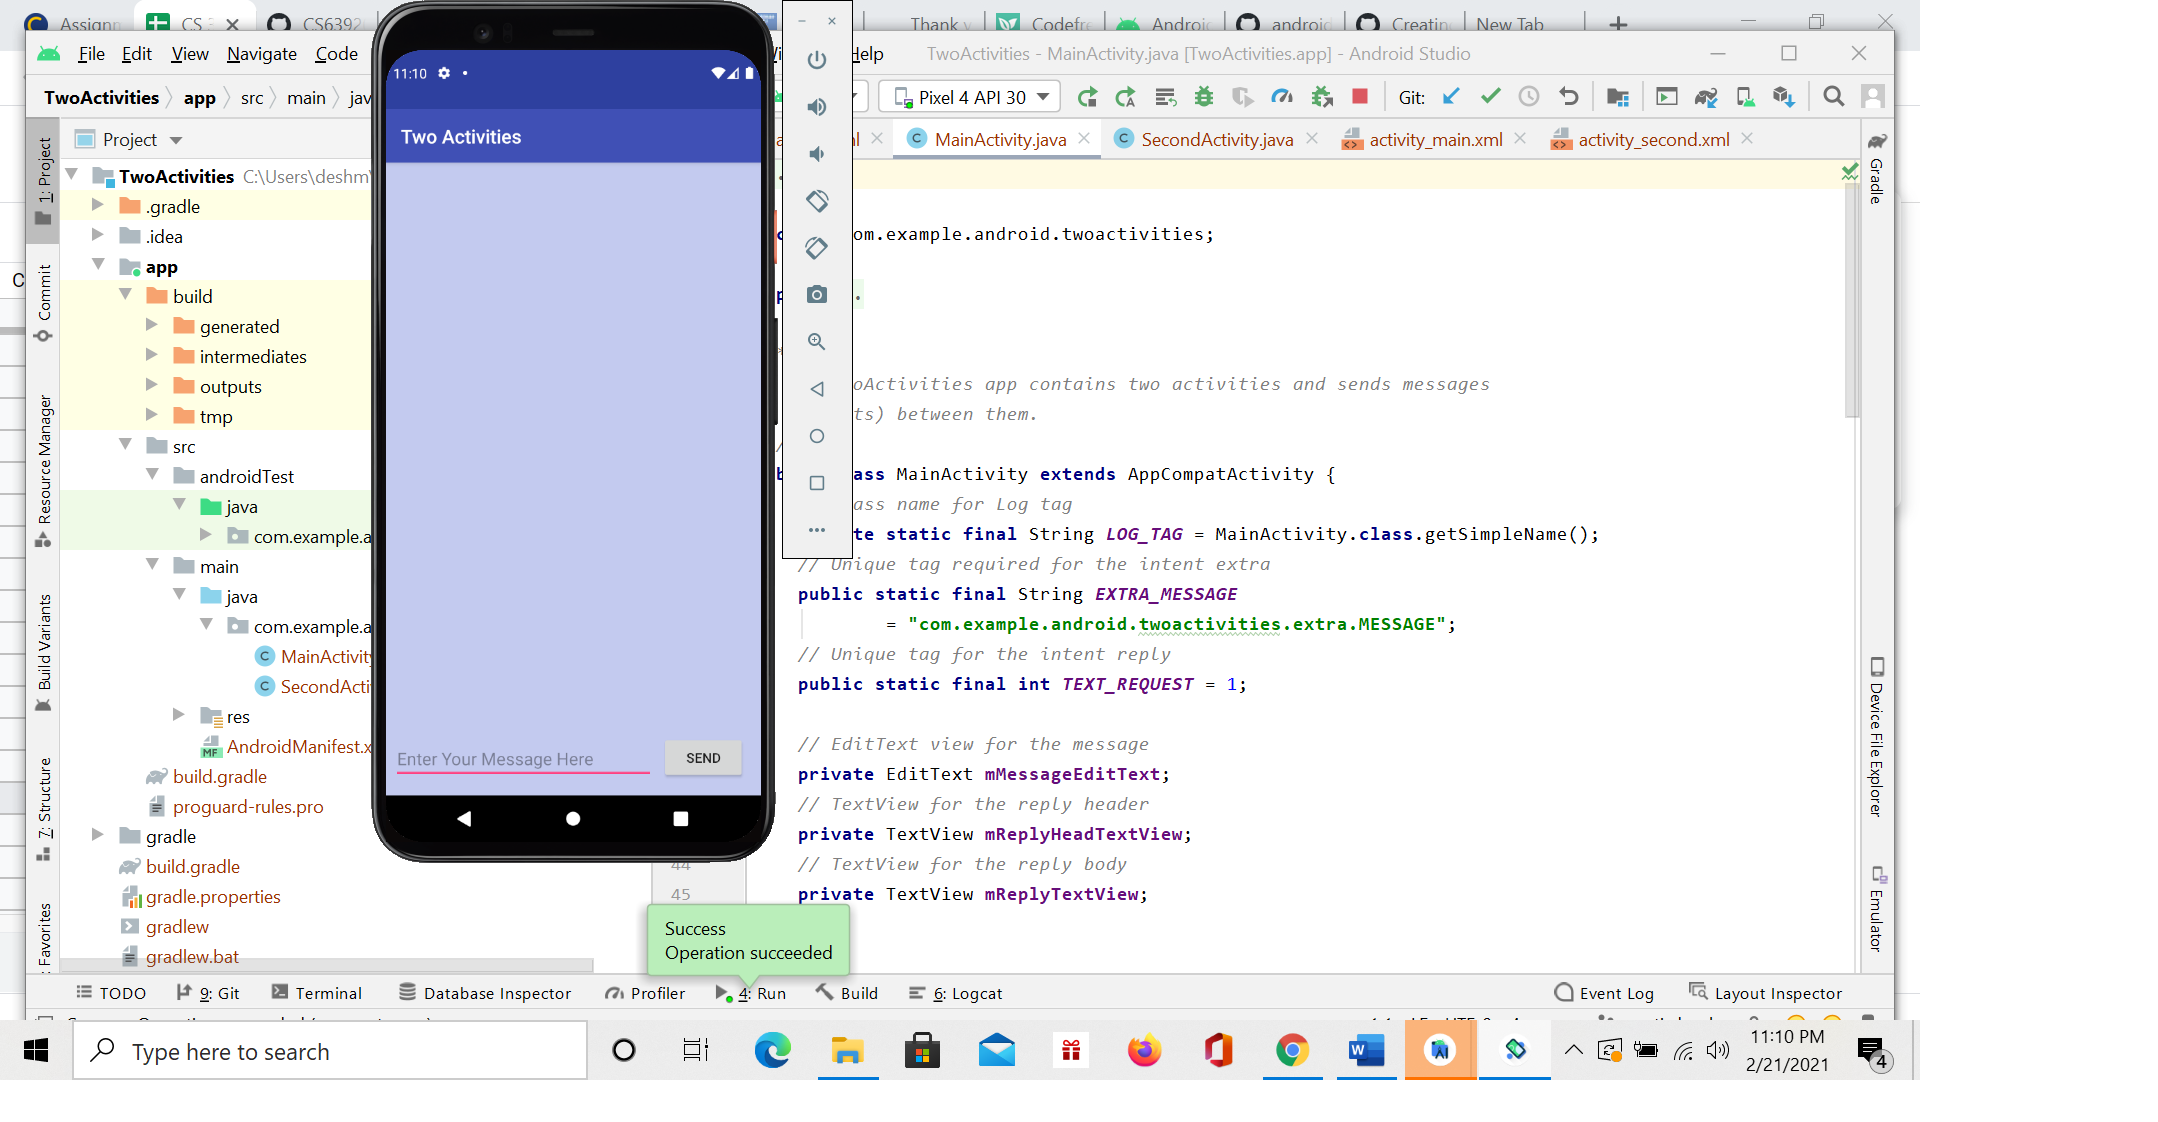 Assignn
CS
CS6392
Thank y
Codefre
Androi
android
Creatin
New Tab
File Edit View Navigate Code
Help
TwoActivities - MainActivity.java [TwoActivities.app] - Android Studio
TwoActivities app src main jav
Pixel 4 API 30
Git:
Project
MainActivity.java
SecondActivity.java
activity_main.xml
activity_second.xml
1: Project
Commit
Resource Manager
Build Variants
7: Structure
Favorites
TwoActivities C:\Users\deshm\
.gradle
.idea
app
build
generated
intermediates
outputs
tmp
src
androidTest
java
com.example.a
main
java
com.example.a
MainActivity
SecondActi
res
MF AndroidManifest.x
build.gradle
proguard-rules.pro
gradle
build.gradle
gradle.properties
gradlew
gradlew.bat
11:10
Two Activities
Enter Your Message Here
SEND
om.example.android.twoactivities;
oActivities app contains two activities and sends messages
ts) between them.
ass MainActivity extends AppCompatActivity {
ass name for Log tag
te static final String LOG_TAG = MainActivity.class.getSimpleName();
// Unique tag required for the intent extra
public static final String EXTRA_MESSAGE
= "com.example.android.twoactivities.extra.MESSAGE";
// Unique tag for the intent reply
public static final int TEXT_REQUEST = 1;
// EditText view for the message
private EditText mMessageEditText;
// TextView for the reply header
private TextView mReplyHeadTextView;
// TextView for the reply body
44
private TextView mReplyTextView;
45
Gradle
Device File Explorer
Emulator
Success
Operation succeeded
TODO 9: Git Terminal Database Inspector Profiler 4: Run Build 6: Logcat Event Log Layout Inspector
Type here to search
11:10 PM
2/21/2021
4